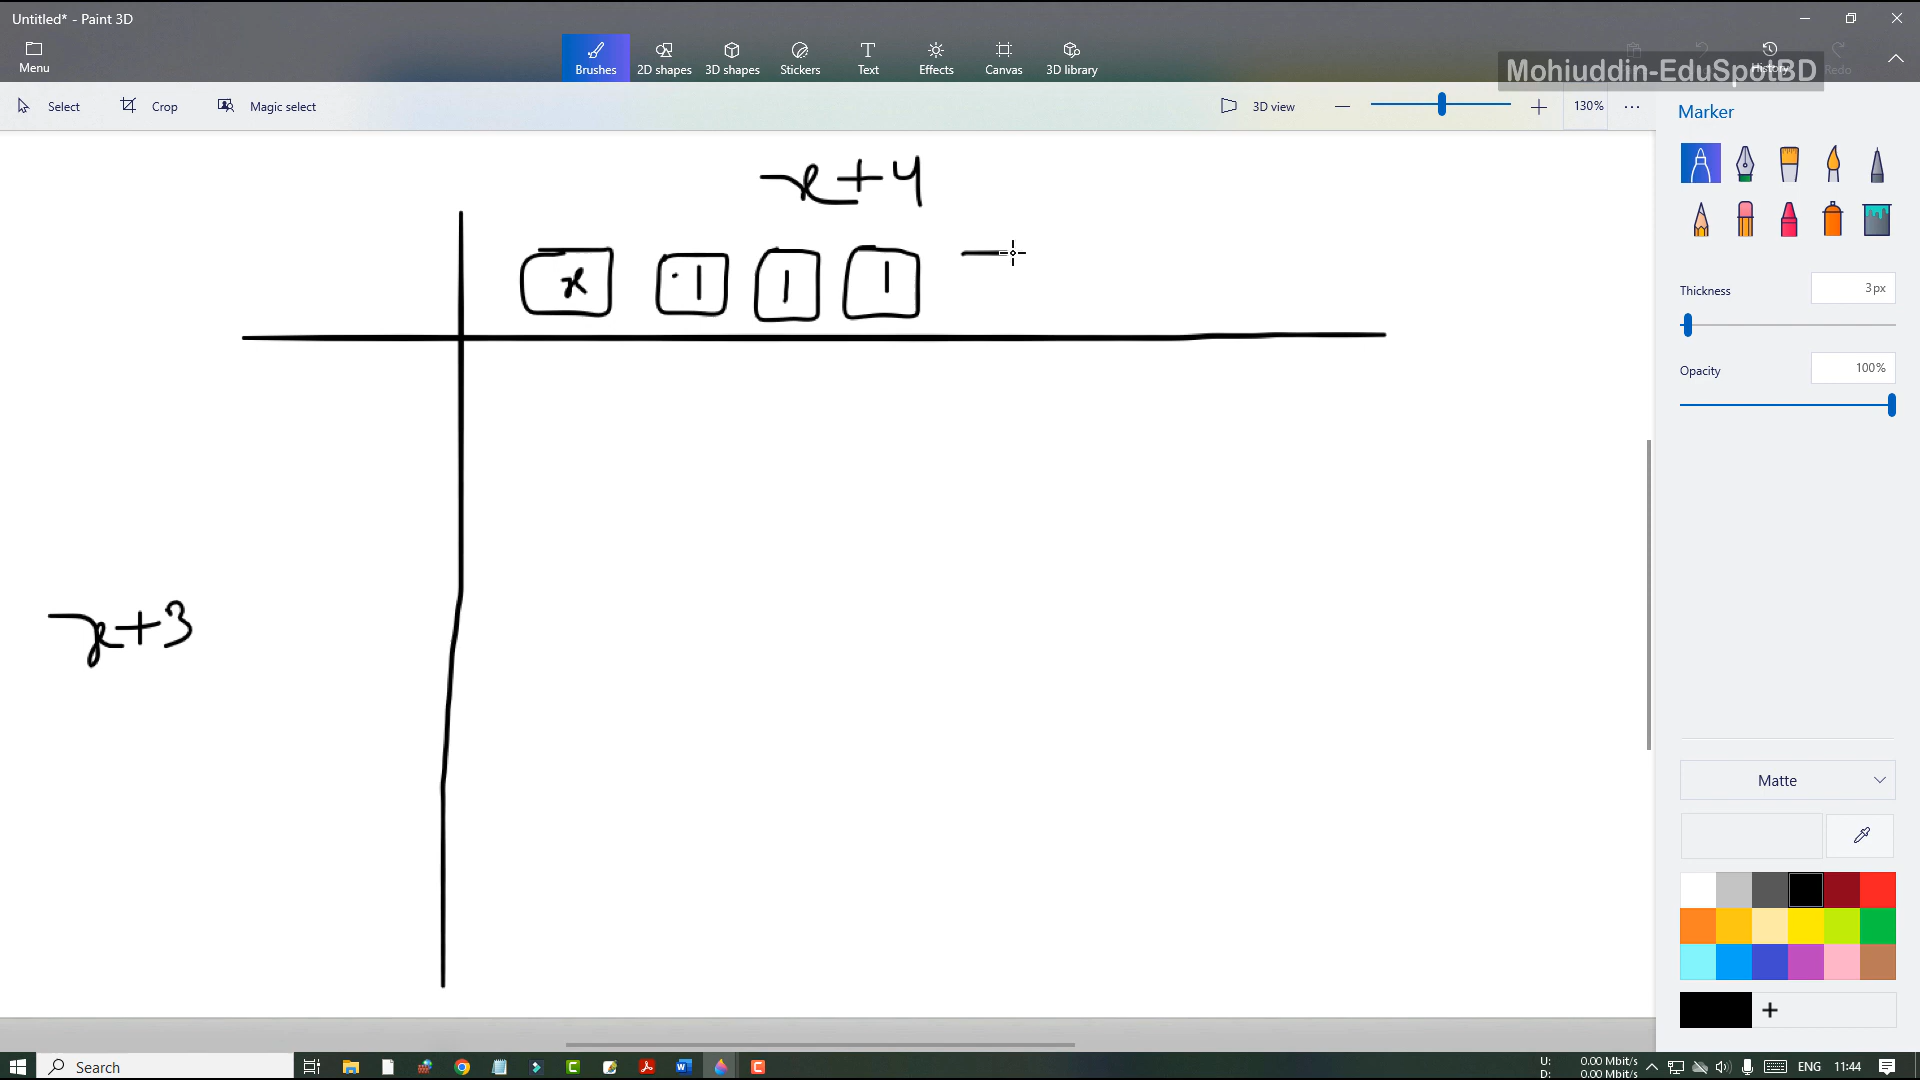 Untitled* - Paint 3D
Menu
Brushes 2D shapes 3D shapes Stickers Text Effects Canvas 3D library
History Redo
Mohiuddin-EduSpotBD
Select Crop Magic select 3D view 130%
Marker
x+4
x 1 1 1
Thickness 3px
Opacity 100%
x+3
Matte
Search
U: 0.00 Mbit/s
D: 0.00 Mbit/s
ENG 11:44